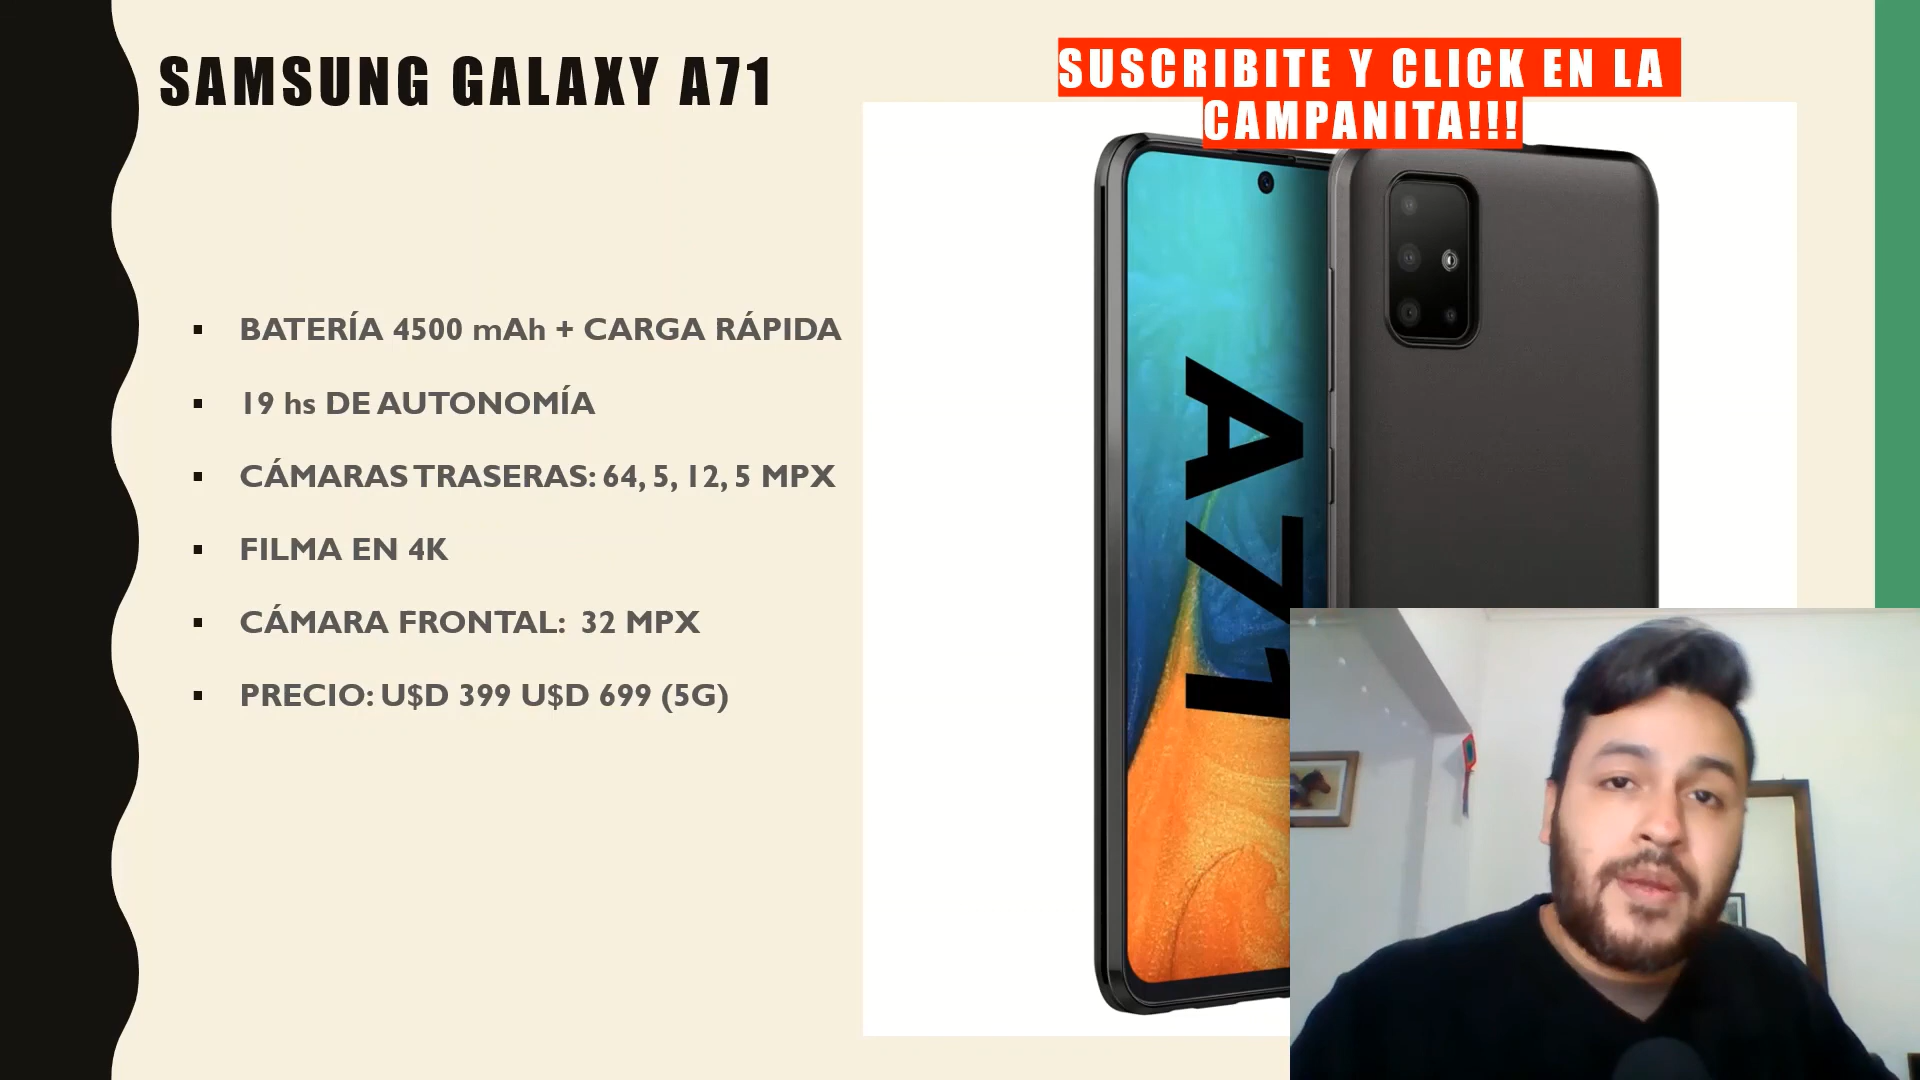 SAMSUNG GALAXY A71
SUSCRIBITE Y CLICK EN LA
CAMPANITA!!!
▪ BATERÍA 4500 mAh + CARGA RÁPIDA
▪ 19 hs DE AUTONOMÍA
▪ CÁMARAS TRASERAS: 64, 5, 12, 5 MPX
▪ FILMA EN 4K
▪ CÁMARA FRONTAL: 32 MPX
▪ PRECIO: U$D 399 U$D 699 (5G)
A71